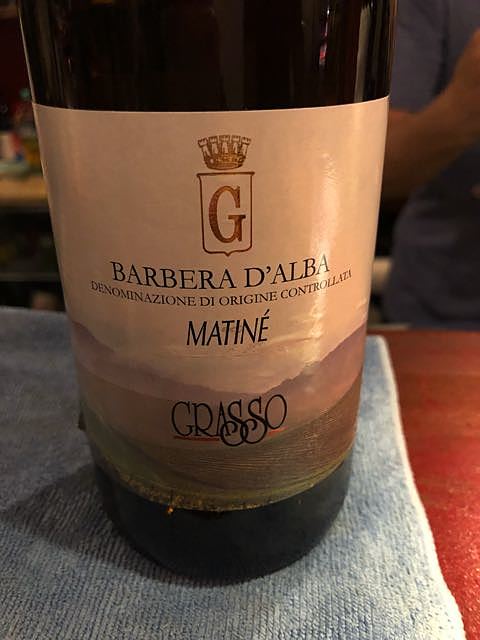 G
BARBERA D'ALBA
DENOMINAZIONE DI ORIGINE CONTROLLATA
MATINÉ
GRASSO